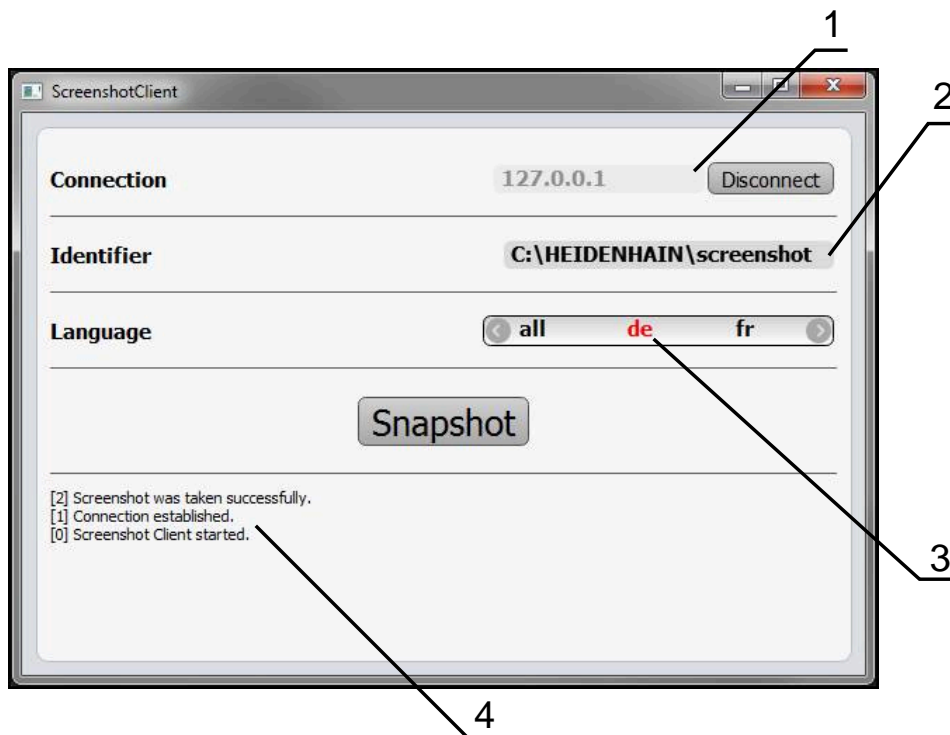 1
ScreenshotClient
2
Connection 127.0.0.1 Disconnect
Identifier C:\HEIDENHAIN\screenshot
Language all de fr
Snapshot
[2] Screenshot was taken successfully.
[1] Connection established.
[0] Screenshot Client started.
3
4